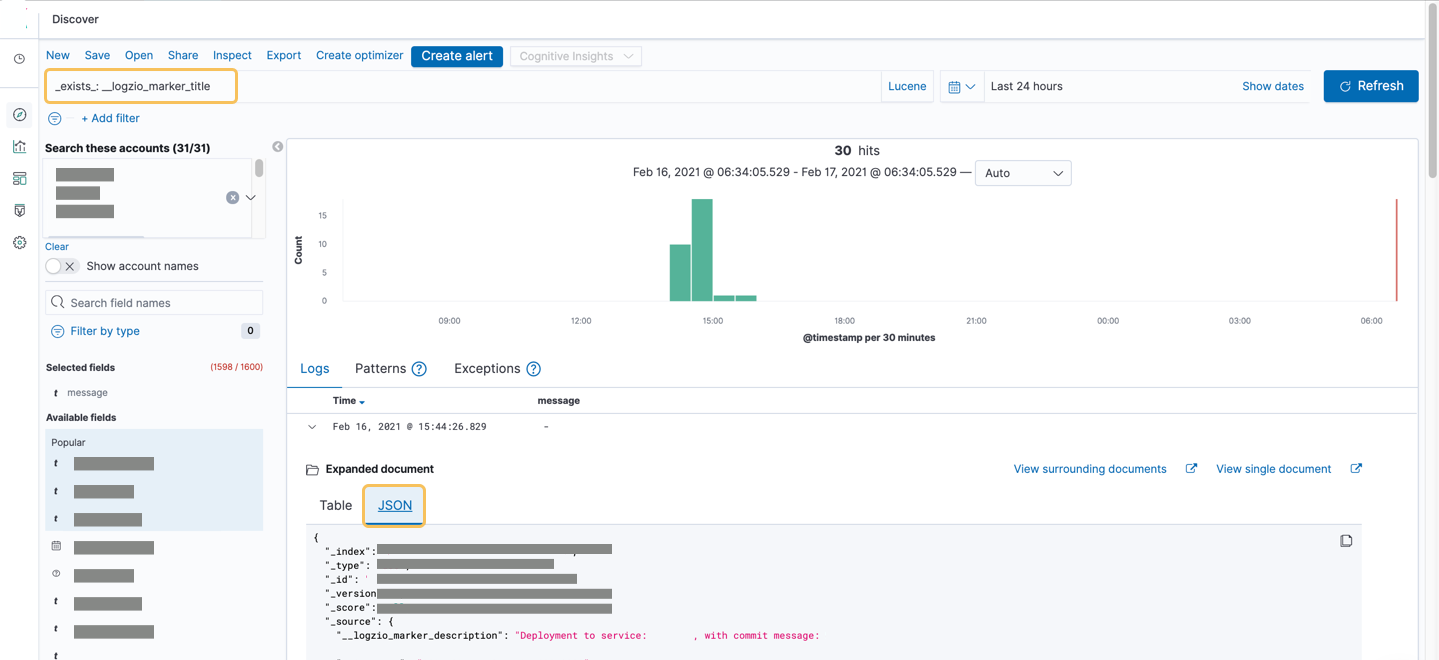 Discover
New Save Open Share Inspect Export Create optimizer Create alert Cognitive Insights
_exists_: __logzio_marker_title
Lucene
Last 24 hours
Show dates
Refresh
+ Add filter
Search these accounts (31/31)
Clear
Show account names
Search field names
Filter by type 0
Selected fields (1598 / 1600)
t message
Available fields
Popular
t
t
t
t
t
t
30 hits
Feb 16, 2021 @ 06:34:05.529 - Feb 17, 2021 @ 06:34:05.529 — Auto
Count
15
10
5
0
09:00 12:00 15:00 18:00 21:00 00:00 03:00 06:00
@timestamp per 30 minutes
Logs Patterns ? Exceptions ?
Time message
Feb 16, 2021 @ 15:44:26.829 -
Expanded document View surrounding documents View single document
Table JSON
{
"_index":
"_type":
"_id": '
"_version
"_score":
"_source": {
"__logzio_marker_description": "Deployment to service: , with commit message: